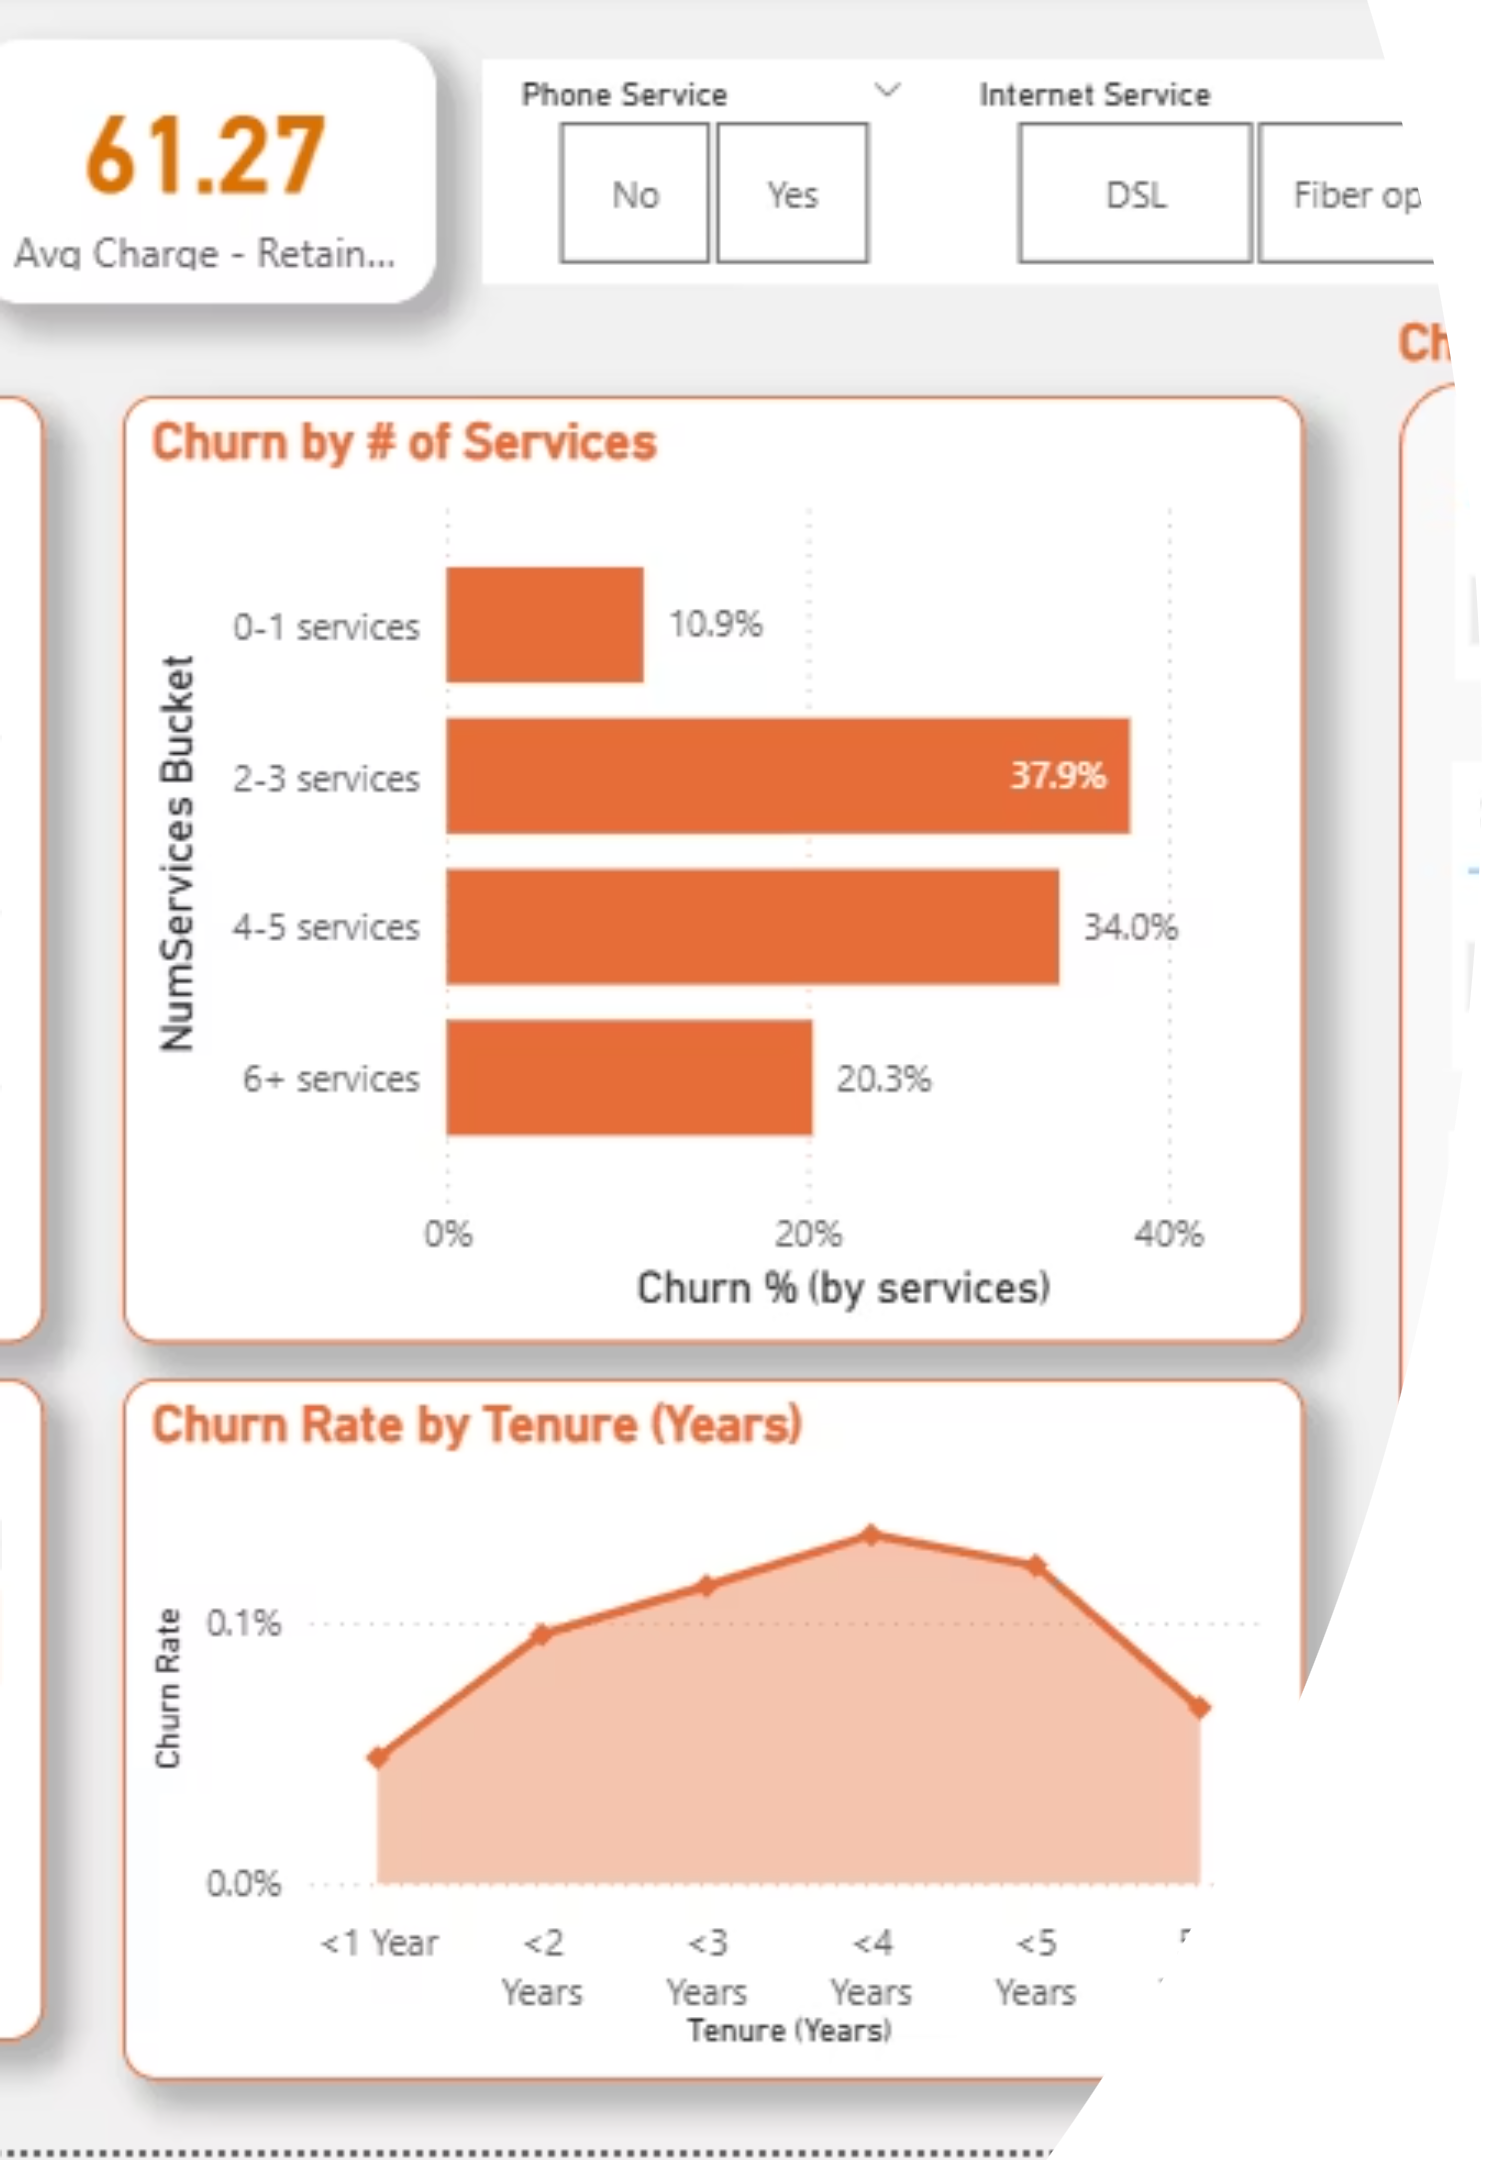 61.27
Avg Charge - Retain...
Phone Service
No
Yes
Internet Service
DSL
Fiber op
Ch
Churn by # of Services
NumServices Bucket
0-1 services
10.9%
2-3 services
37.9%
4-5 services
34.0%
6+ services
20.3%
0%
20%
40%
Churn % (by services)
Churn Rate by Tenure (Years)
Churn Rate
0.1%
0.0%
<1 Year
<2
Years
<3
Years
<4
Years
<5
Years
Tenure (Years)